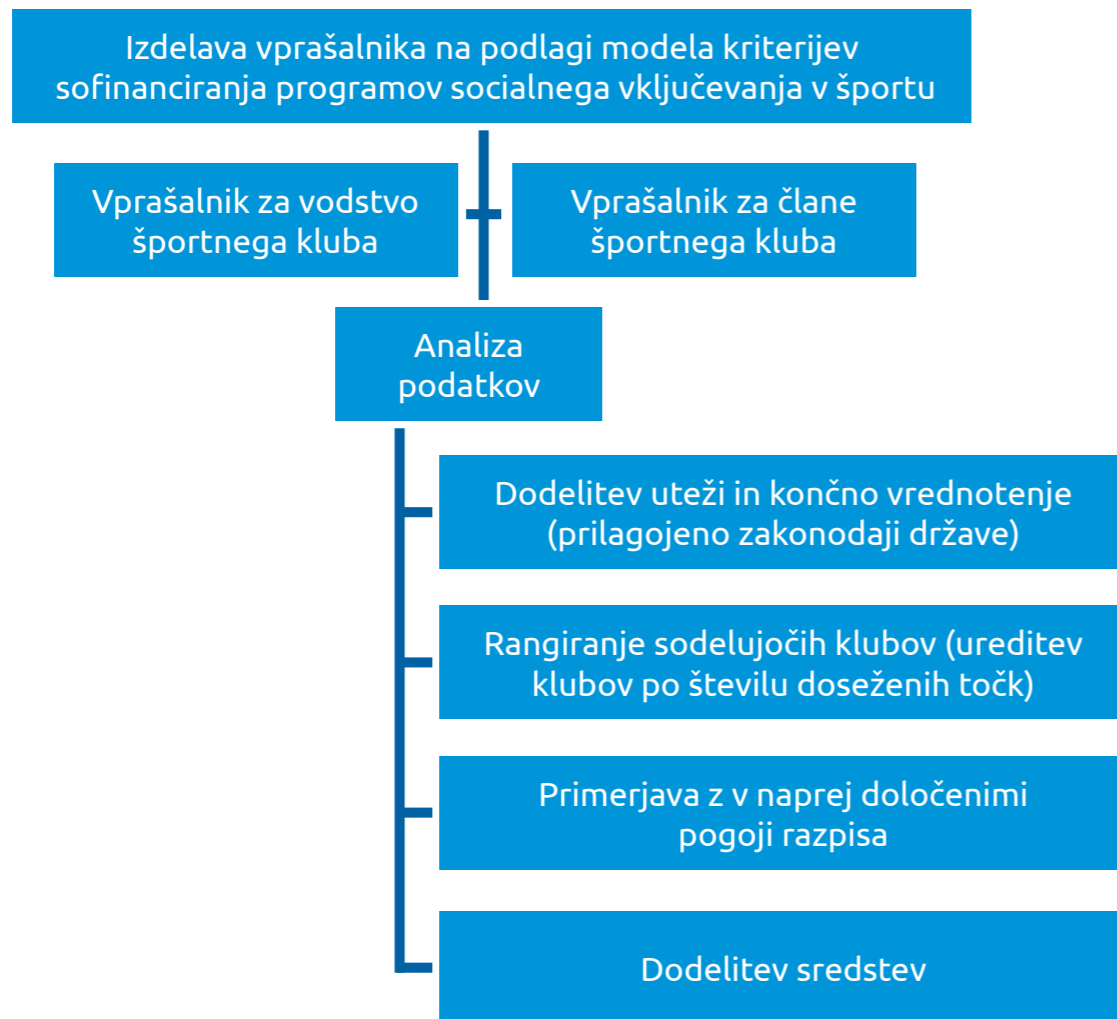 Izdelava vprašalnika na podlagi modela kriterijev
sofinanciranja programov socialnega vključevanja v športu
Vprašalnik za vodstvo
športnega kluba
Vprašalnik za člane
športnega kluba
Analiza
podatkov
Dodelitev uteži in končno vrednotenje
(prilagojeno zakonodaji države)
Rangiranje sodelujočih klubov (ureditev
klubov po številu doseženih točk)
Primerjava z v naprej določenimi
pogoji razpisa
Dodelitev sredstev